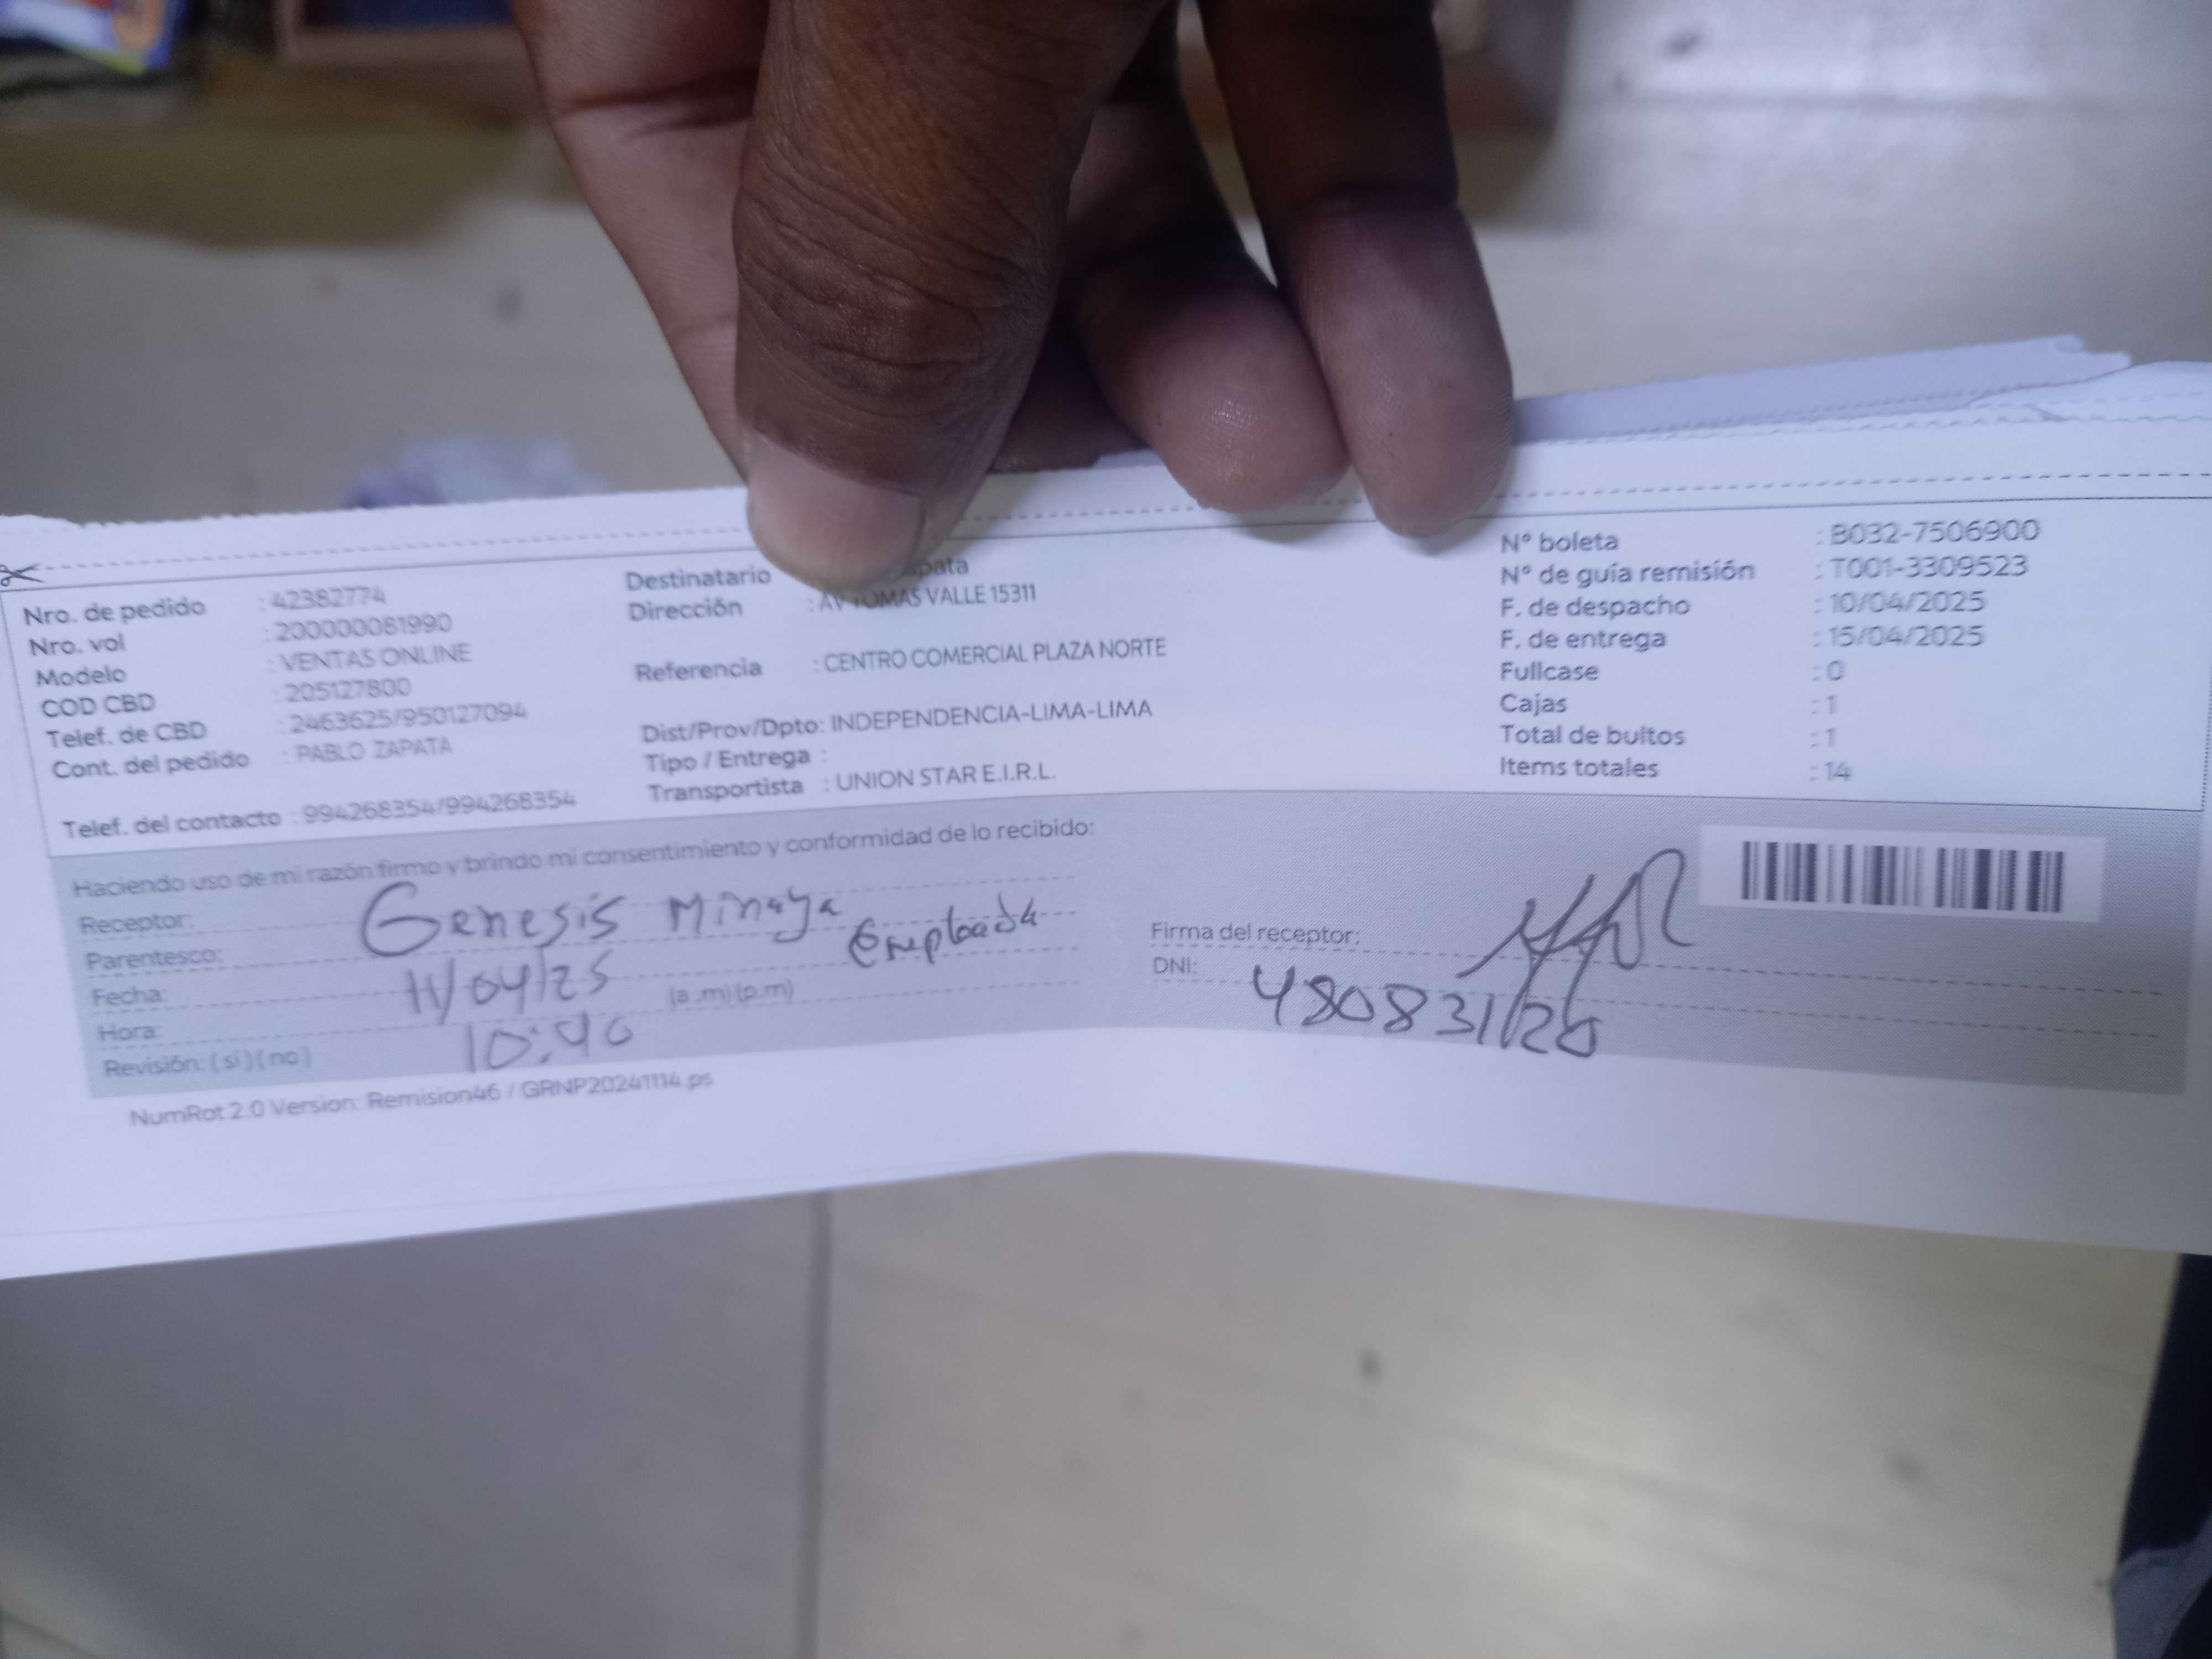 Nro. de pedido : 42382774
Nro. vol : 200000081990
Modelo : VENTAS ONLINE
COD CBD : 205127800
Telef. de CBD : 2463625/950127094
Cont. del pedido : PABLO ZAPATA
Telef. del contacto : 994268354/994268354
Destinatario
Dirección : AV TOMAS VALLE 15311
Referencia : CENTRO COMERCIAL PLAZA NORTE
Dist/Prov/Dpto: INDEPENDENCIA-LIMA-LIMA
Tipo / Entrega :
Transportista : UNION STAR E.I.R.L.
N° boleta : B032-7506900
N° de guía remisión : T001-3309523
F. de despacho : 10/04/2025
F. de entrega : 15/04/2025
Fullcase : 0
Cajas : 1
Total de bultos : 1
Items totales : 14
Haciendo uso de mi razón firmo y brindo mi consentimiento y conformidad de lo recibido:
Receptor: Genesis Minaya
Parentesco: Empleada
Fecha: 11/04/25 (a .m) (p.m)
Hora: 10:40
Revisión: ( si ) ( no )
Firma del receptor:
DNI: 48083120
NumRot 2.0 Version: Remision46 / GRNP20241114.ps